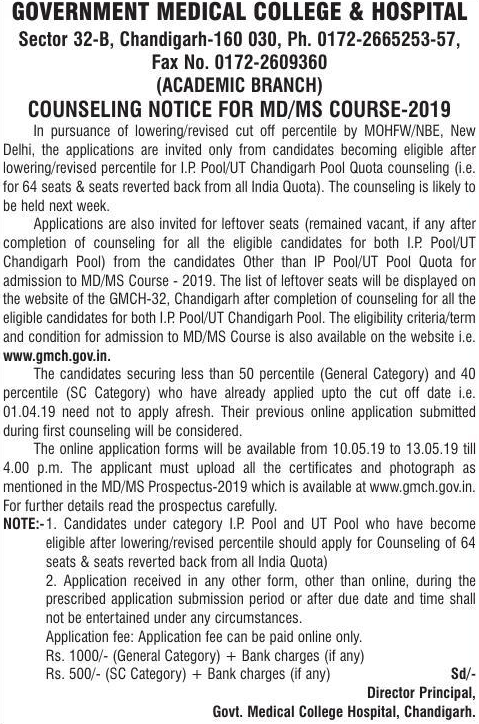 GOVERNMENT MEDICAL COLLEGE & HOSPITAL
Sector 32-B, Chandigarh-160 030, Ph. 0172-2665253-57,
Fax No. 0172-2609360
(ACADEMIC BRANCH)
COUNSELING NOTICE FOR MD/MS COURSE-2019
In pursuance of lowering/revised cut off percentile by MOHFW/NBE, New
Delhi, the applications are invited only from candidates becoming eligible after
lowering/revised percentile for I.P. Pool/UT Chandigarh Pool Quota counseling (i.e.
for 64 seats & seats reverted back from all India Quota). The counseling is likely to
be held next week.
Applications are also invited for leftover seats (remained vacant, if any after
completion of counseling for all the eligible candidates for both I.P. Pool/UT
Chandigarh Pool) from the candidates Other than IP Pool/UT Pool Quota for
admission to MD/MS Course - 2019. The list of leftover seats will be displayed on
the website of the GMCH-32, Chandigarh after completion of counseling for all the
eligible candidates for both I.P. Pool/UT Chandigarh Pool. The eligibility criteria/term
and condition for admission to MD/MS Course is also available on the website i.e.
www.gmch.gov.in.
The candidates securing less than 50 percentile (General Category) and 40
percentile (SC Category) who have already applied upto the cut off date i.e.
01.04.19 need not to apply afresh. Their previous online application submitted
during first counseling will be considered.
The online application forms will be available from 10.05.19 to 13.05.19 till
4.00 p.m. The applicant must upload all the certificates and photograph as
mentioned in the MD/MS Prospectus-2019 which is available at www.gmch.gov.in.
For further details read the prospectus carefully.
NOTE:- 1. Candidates under category I.P. Pool and UT Pool who have become
eligible after lowering/revised percentile should apply for Counseling of 64
seats & seats reverted back from all India Quota)
2. Application received in any other form, other than online, during the
prescribed application submission period or after due date and time shall
not be entertained under any circumstances.
Application fee: Application fee can be paid online only.
Rs. 1000/- (General Category) + Bank charges (if any)
Rs. 500/- (SC Category) + Bank charges (if any) Sd/-
Director Principal,
Govt. Medical College Hospital, Chandigarh.